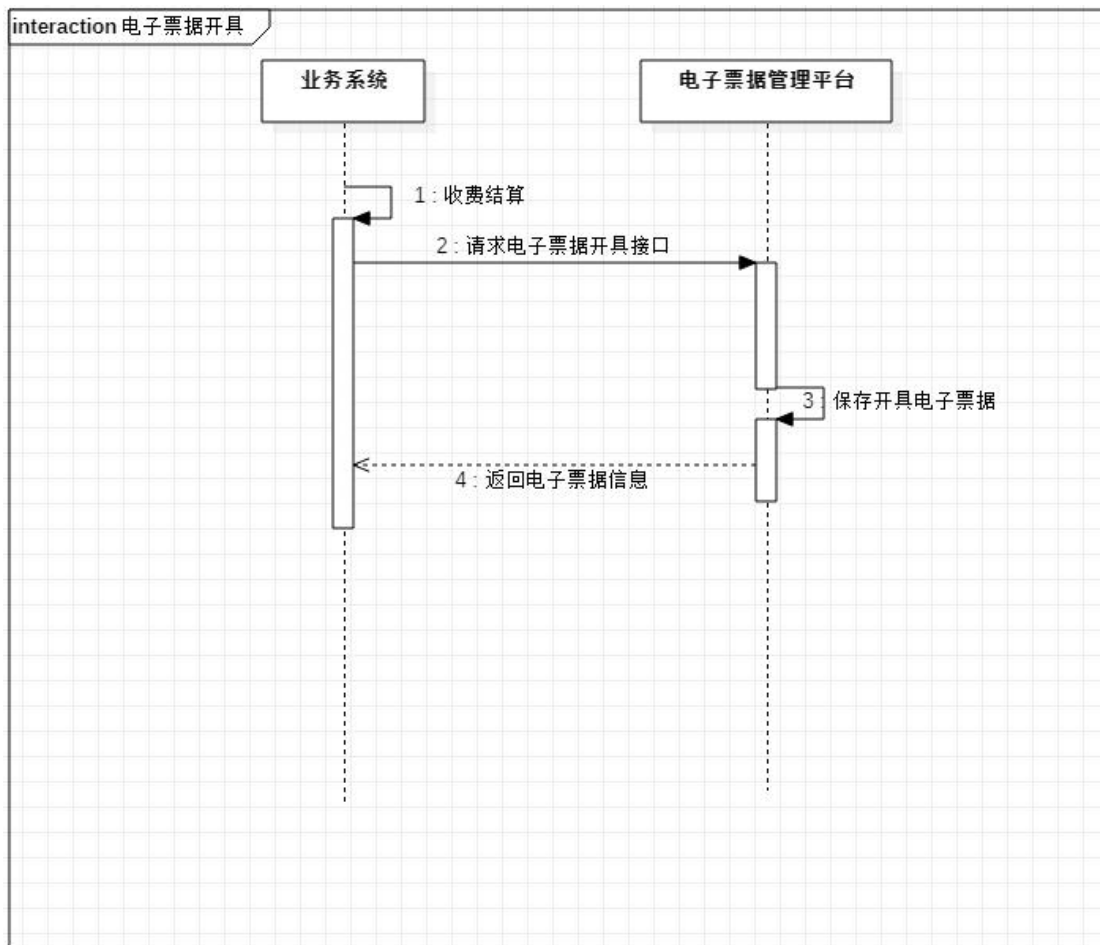 interaction 电子票据开具
业务系统
电子票据管理平台
1 : 收费结算
2 : 请求电子票据开具接口
3 : 保存开具电子票据
4 : 返回电子票据信息